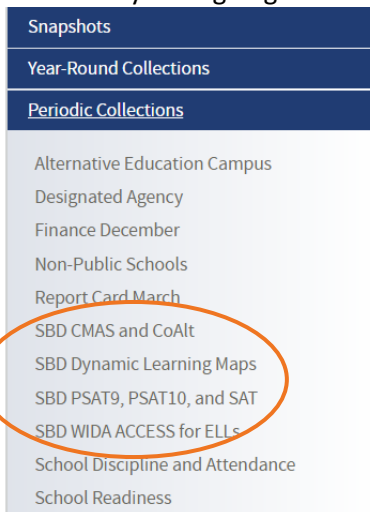 Snapshots
Year-Round Collections
Periodic Collections
Alternative Education Campus
Designated Agency
Finance December
Non-Public Schools
Report Card March
SBD CMAS and CoAlt
SBD Dynamic Learning Maps
SBD PSAT9, PSAT10, and SAT
SBD WIDA ACCESS for ELLs
School Discipline and Attendance
School Readiness